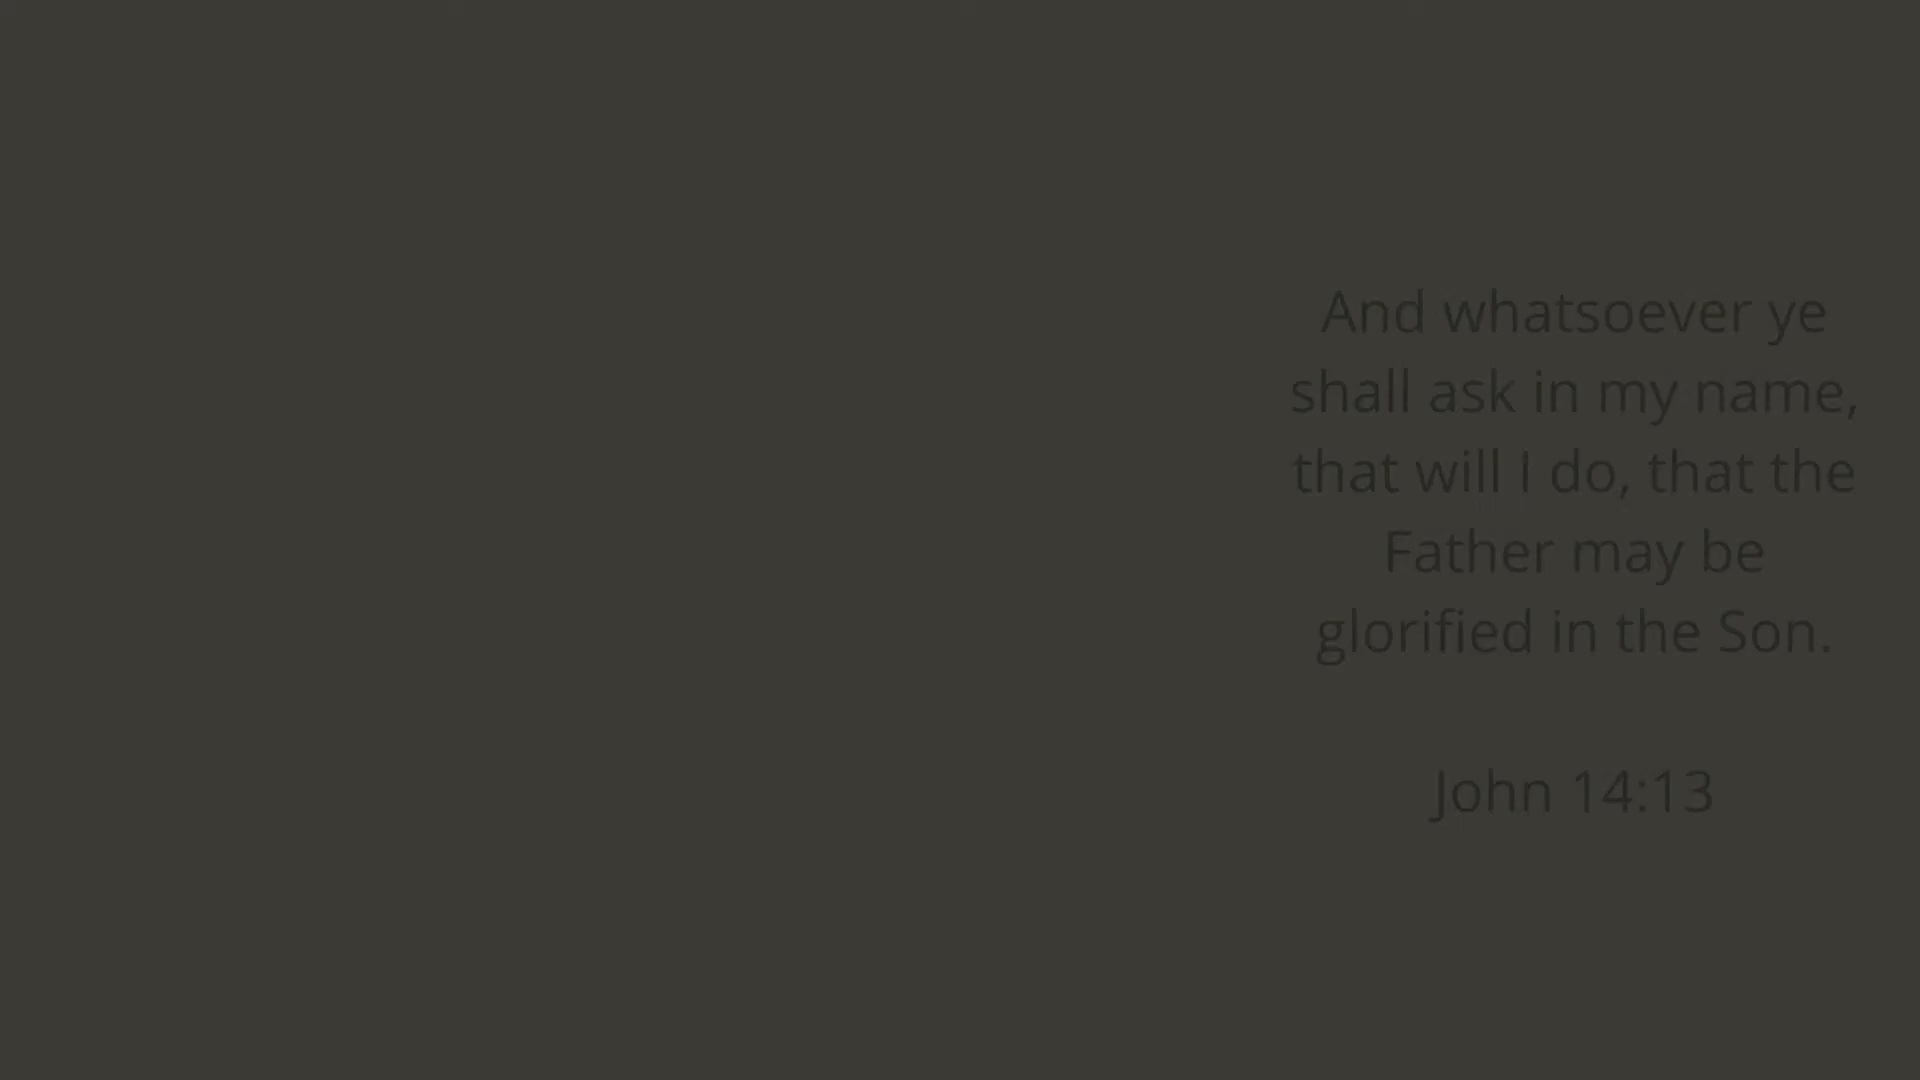 And whatsoever ye
shall ask in my name,
that will I do, that the
Father may be
glorified in the Son.
John 14:13